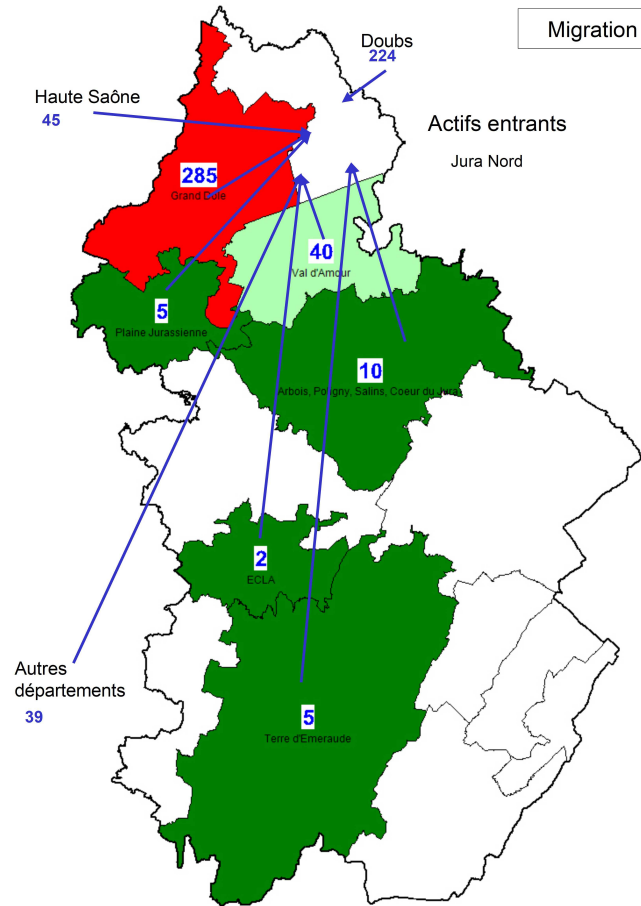 Migration
Doubs
224
Haute Saône
45
Actifs entrants
Jura Nord
285
Grand Dole
40
Val d'Amour
5
Plaine Jurassienne
10
Arbois, Poligny, Salins, Coeur du Jura
2
ECLA
Autres
départements
39
5
Terre d'Emeraude